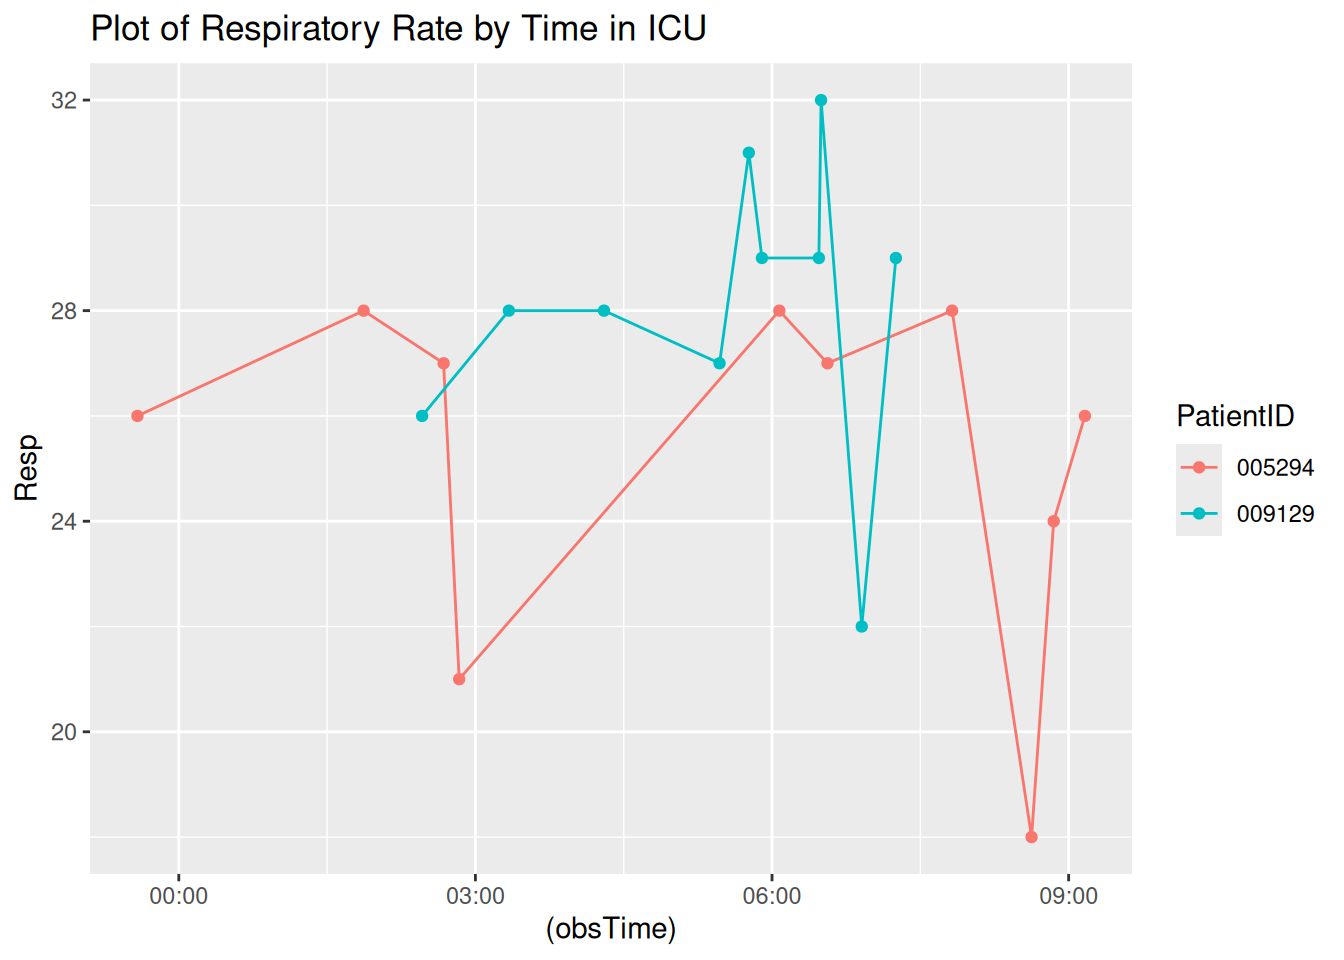 Plot of Respiratory Rate by Time in ICU
32
28
24
20
Resp
00:00
03:00
06:00
09:00
(obsTime)
PatientID
005294
009129